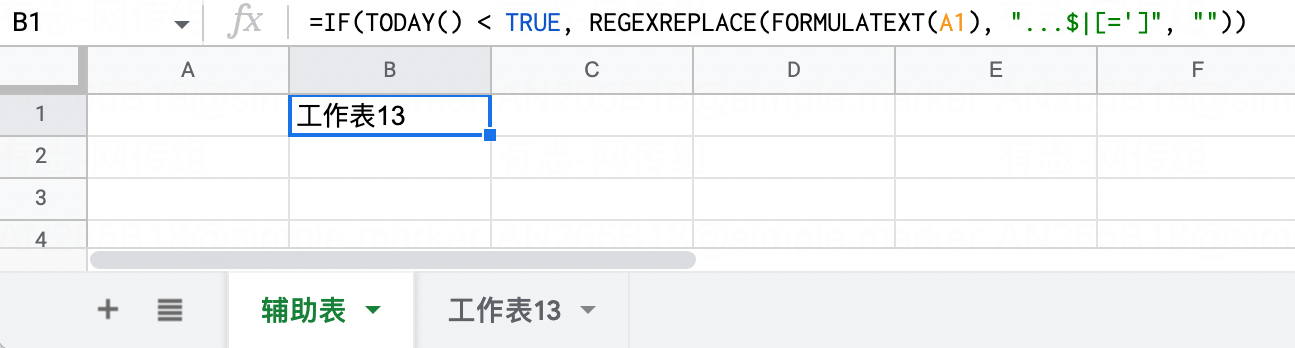 B1
=IF(TODAY() < TRUE, REGEXREPLACE(FORMULATEXT(A1), "...$|[=']", ""))
A B C D E F
1 工作表13
2
3
4
辅助表 工作表13